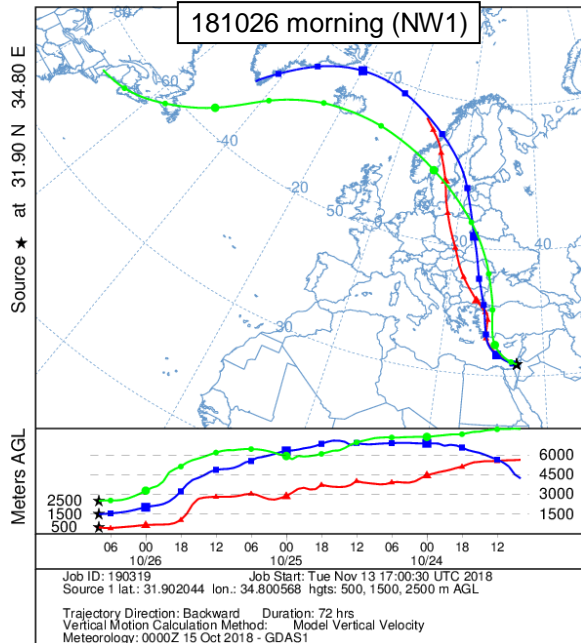 181026 morning (NW1)
Source ★ at 31.90 N 34.80 E
-60
-70
-40
-20
20
50
20
40
30
Meters AGL
6000
4500
3000
1500
2500
1500
500
06 00 18 12 06 00 18 12 06 00 18 12
10/26 10/25 10/24
Job ID: 190319 Job Start: Tue Nov 13 17:00:30 UTC 2018
Source 1 lat.: 31.902044 lon.: 34.800568 hgts: 500, 1500, 2500 m AGL
Trajectory Direction: Backward Duration: 72 hrs
Vertical Motion Calculation Method: Model Vertical Velocity
Meteorology: 0000Z 15 Oct 2018 - GDAS1